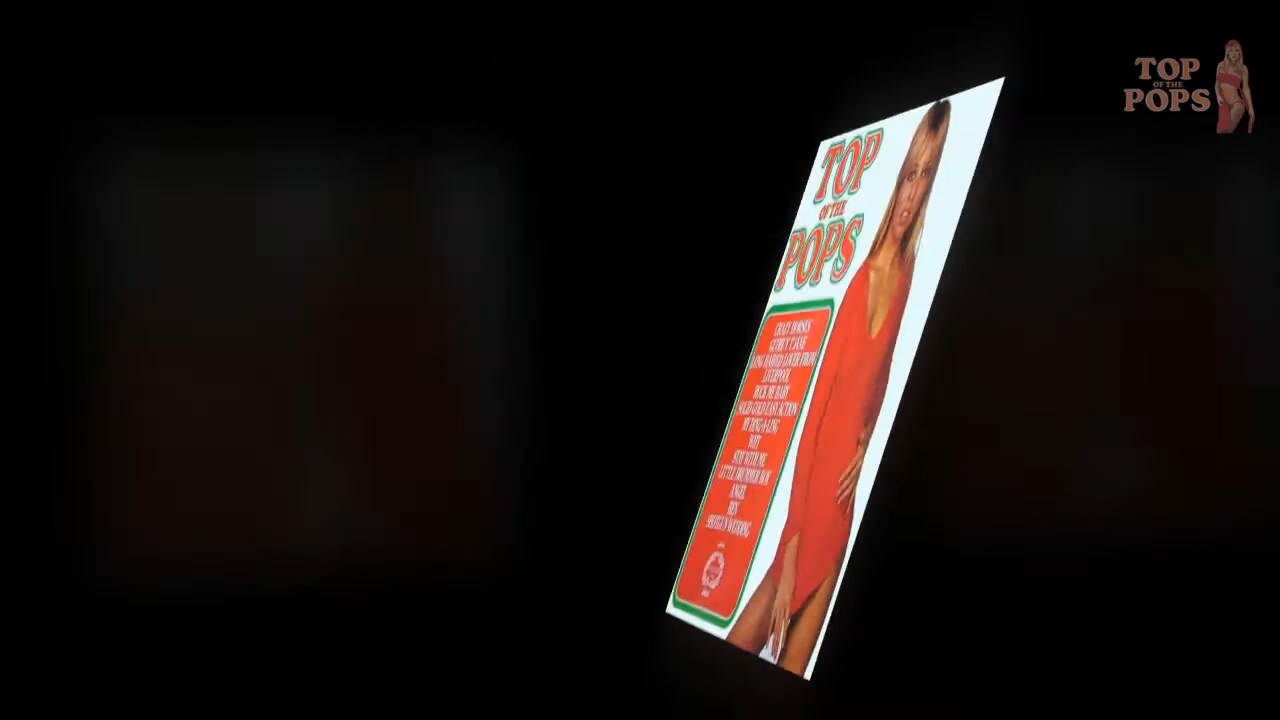 TOP
OF THE
POPS
TOP
OF THE
POPS
CRAZY HORSES
GUDBUY T'JANE
LONG HAIRED LOVER FROM
LIVERPOOL
ROCK ME BABY
SOLID GOLD EASY ACTION
MY DING-A-LING
WHY
STAY WITH ME
LITTLE DRUMMER BOY
ANGEL
BEN
SHOTGUN WEDDING